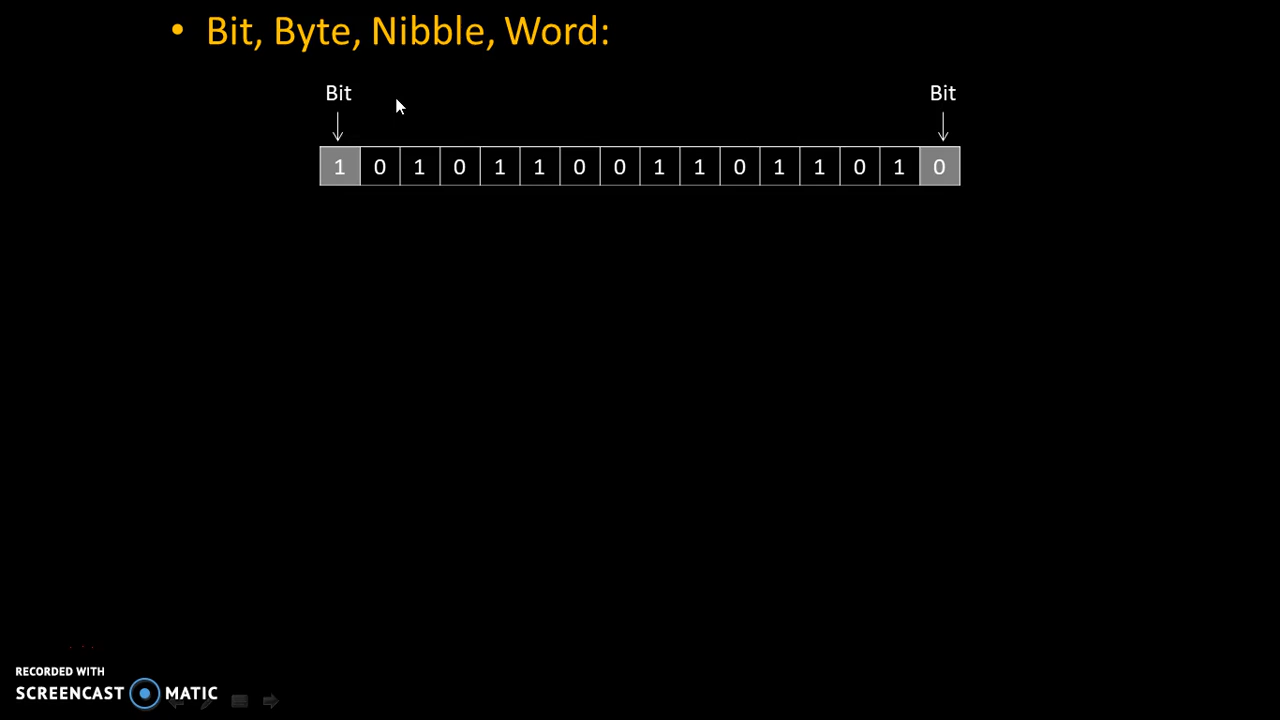 • Bit, Byte, Nibble, Word:
Bit Bit
1 0 1 0 1 1 0 0 1 1 0 1 1 0 1 0
RECORDED WITH
SCREENCAST MATIC